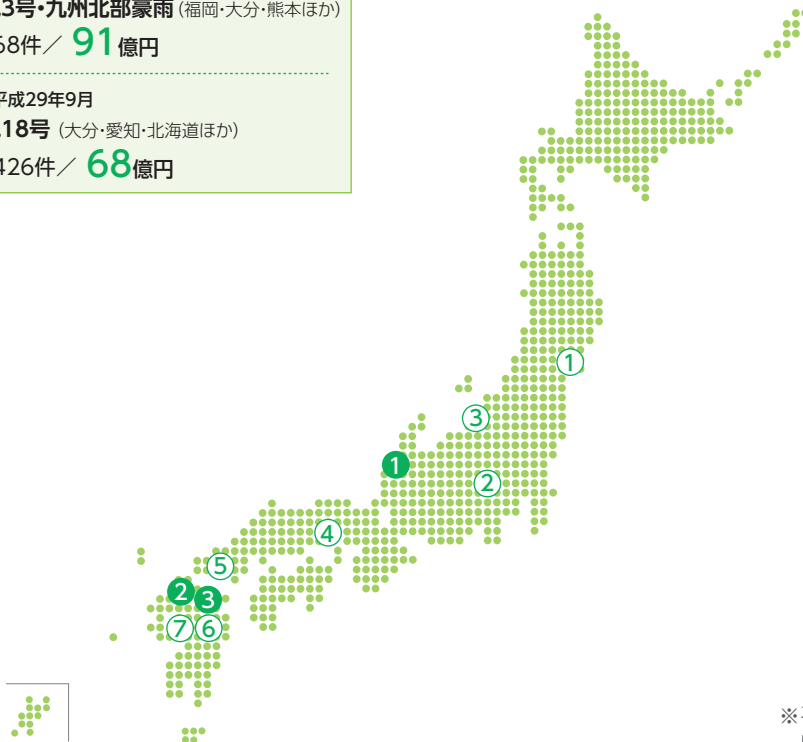 3号・九州北部豪雨(福岡・大分・熊本ほか)
68件／ 91億円
平成29年9月
18号 (大分・愛知・北海道ほか)
426件／ 68億円
①
③
❶
②
④
⑤
❷ ❸
⑦ ⑥
※